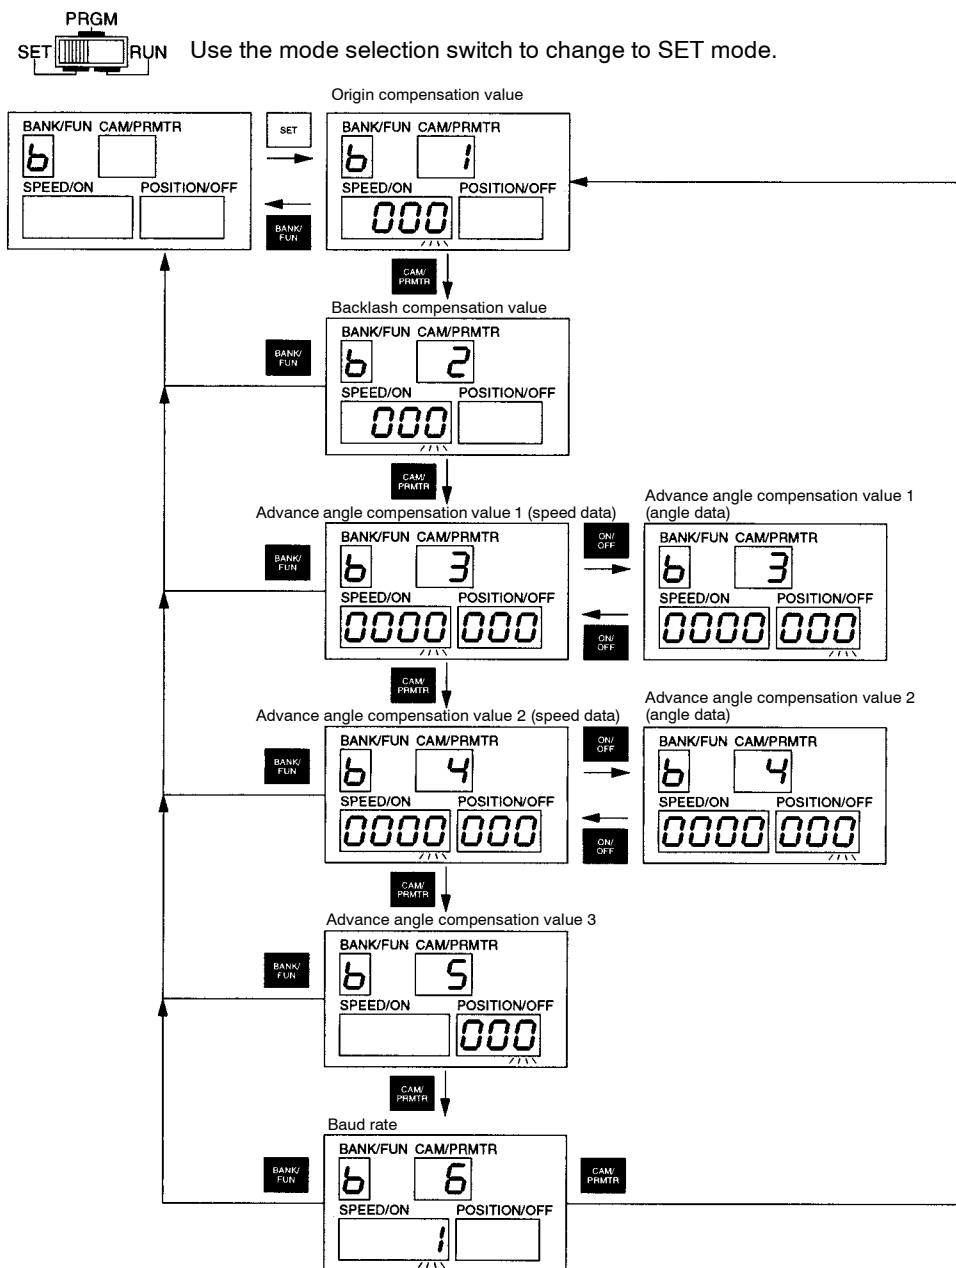 PRGM
SET RUN Use the mode selection switch to change to SET mode.
Origin compensation value
BANK/FUN CAM/PRMTR
b
SPEED/ON POSITION/OFF
SET
BANK/
FUN
BANK/FUN CAM/PRMTR
b 1
SPEED/ON POSITION/OFF
000
CAM/
PRMTR
Backlash compensation value
BANK/
FUN
BANK/FUN CAM/PRMTR
b 2
SPEED/ON POSITION/OFF
000
CAM/
PRMTR
Advance angle compensation value 1 (speed data)
BANK/
FUN
BANK/FUN CAM/PRMTR
b 3
SPEED/ON POSITION/OFF
0000 000
ON/
OFF
ON/
OFF
Advance angle compensation value 1
(angle data)
BANK/FUN CAM/PRMTR
b 3
SPEED/ON POSITION/OFF
0000 000
CAM/
PRMTR
Advance angle compensation value 2 (speed data)
BANK/
FUN
BANK/FUN CAM/PRMTR
b 4
SPEED/ON POSITION/OFF
0000 000
ON/
OFF
ON/
OFF
Advance angle compensation value 2
(angle data)
BANK/FUN CAM/PRMTR
b 4
SPEED/ON POSITION/OFF
0000 000
CAM/
PRMTR
Advance angle compensation value 3
BANK/
FUN
BANK/FUN CAM/PRMTR
b 5
SPEED/ON POSITION/OFF
000
CAM/
PRMTR
Baud rate
BANK/
FUN
BANK/FUN CAM/PRMTR
b 6
SPEED/ON POSITION/OFF
1
CAM/
PRMTR